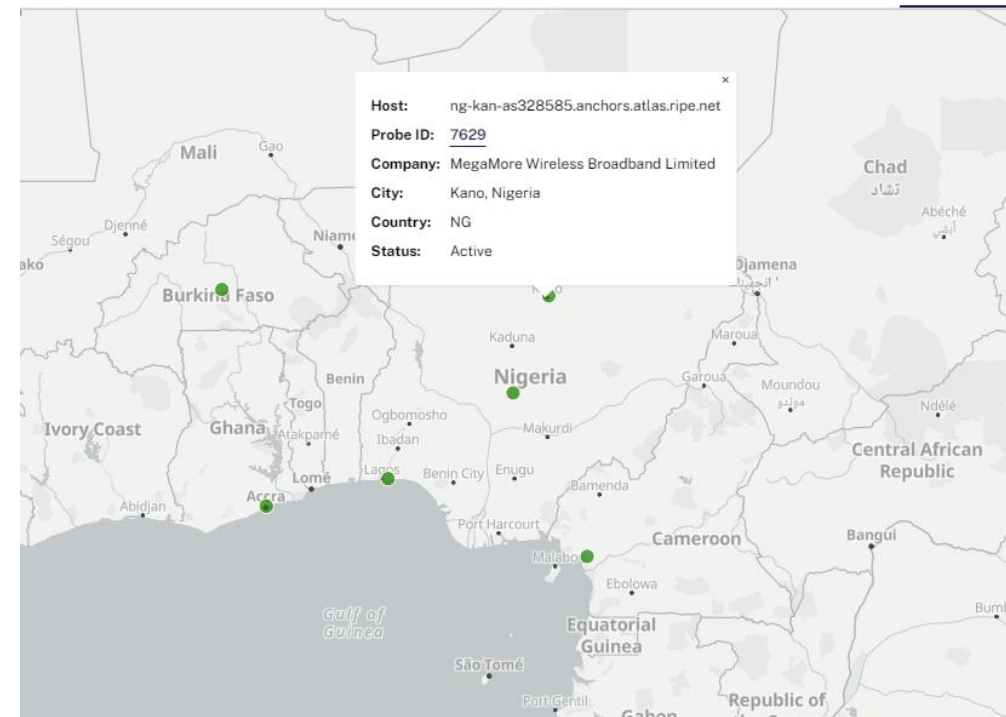 ×
Host: ng-kan-as328585.anchors.atlas.ripe.net
Probe ID: 7629
Company: MegaMore Wireless Broadband Limited
City: Kano, Nigeria
Country: NG
Status: Active
Mali
Gao
Chad
تشاد
Abéché
أبشي
Djenné
Ségou
Niame
ako
Djamena
Burkina Faso
Kaduna
Maroua
Nigeria
Benin
Garoua
Moundou
موندو
Ndélé
Togo
Ogbomosho
Ivory Coast
Ghana
Atakpamé
Ibadan
Makurdi
Central African
Republic
Lomé
Lagos
Benin City
Enugu
Bamenda
Accra
Abidjan
Port Harcourt
Cameroon
Bangui
Malabo
Ebolowa
Gulf of
Guinea
Equatorial
Guinea
São Tomé
Port Gentil
Republic of